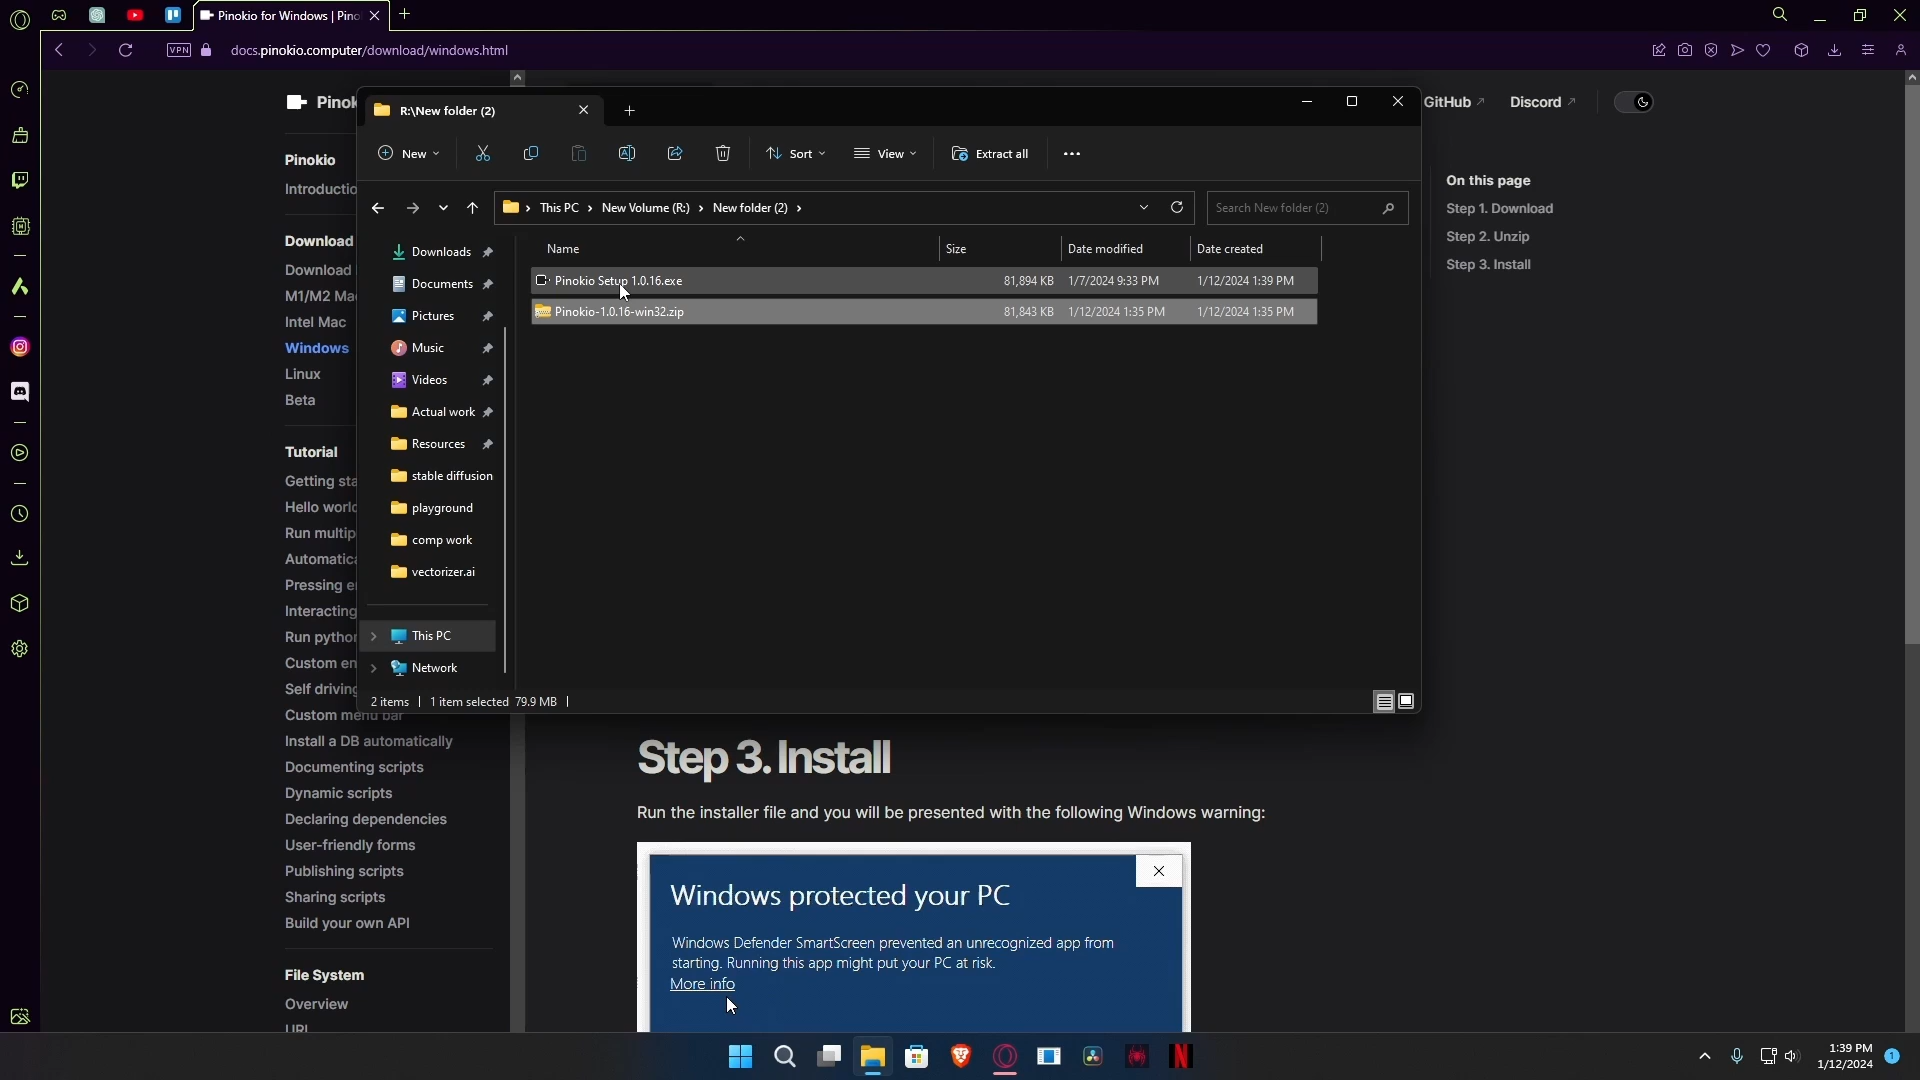 Pinokio for Windows | Pino
VPN
docs.pinokio.computer/download/windows.html
Pinok
GitHub
Discord
Pinokio
Introductio
Download
Download
M1/M2 Mac
Intel Mac
Windows
Linux
Beta
Tutorial
Getting sta
Hello world
Run multip
Automatica
Pressing e
Interacting
Run python
Custom en
Self driving
Custom menu bar
Install a DB automatically
Documenting scripts
Dynamic scripts
Declaring dependencies
User-friendly forms
Publishing scripts
Sharing scripts
Build your own API
File System
Overview
URL
R:\New folder (2)
New
Sort
View
Extract all
This PC
New Volume (R:)
New folder (2)
Search New folder (2)
Downloads
Documents
Pictures
Music
Videos
Actual work
Resources
stable diffusion
playground
comp work
vectorizer.ai
This PC
Network
Name Size Date modified Date created
Pinokio Setup 1.0.16.exe 81,894 KB 1/7/2024 9:33 PM 1/12/2024 1:39 PM
Pinokio-1.0.16-win32.zip 81,843 KB 1/12/2024 1:35 PM 1/12/2024 1:35 PM
2 items 1 item selected 79.9 MB
On this page
Step 1. Download
Step 2. Unzip
Step 3. Install
Step 3. Install
Run the installer file and you will be presented with the following Windows warning:
Windows protected your PC
Windows Defender SmartScreen prevented an unrecognized app from
starting. Running this app might put your PC at risk.
More info
1:39 PM
1/12/2024
1